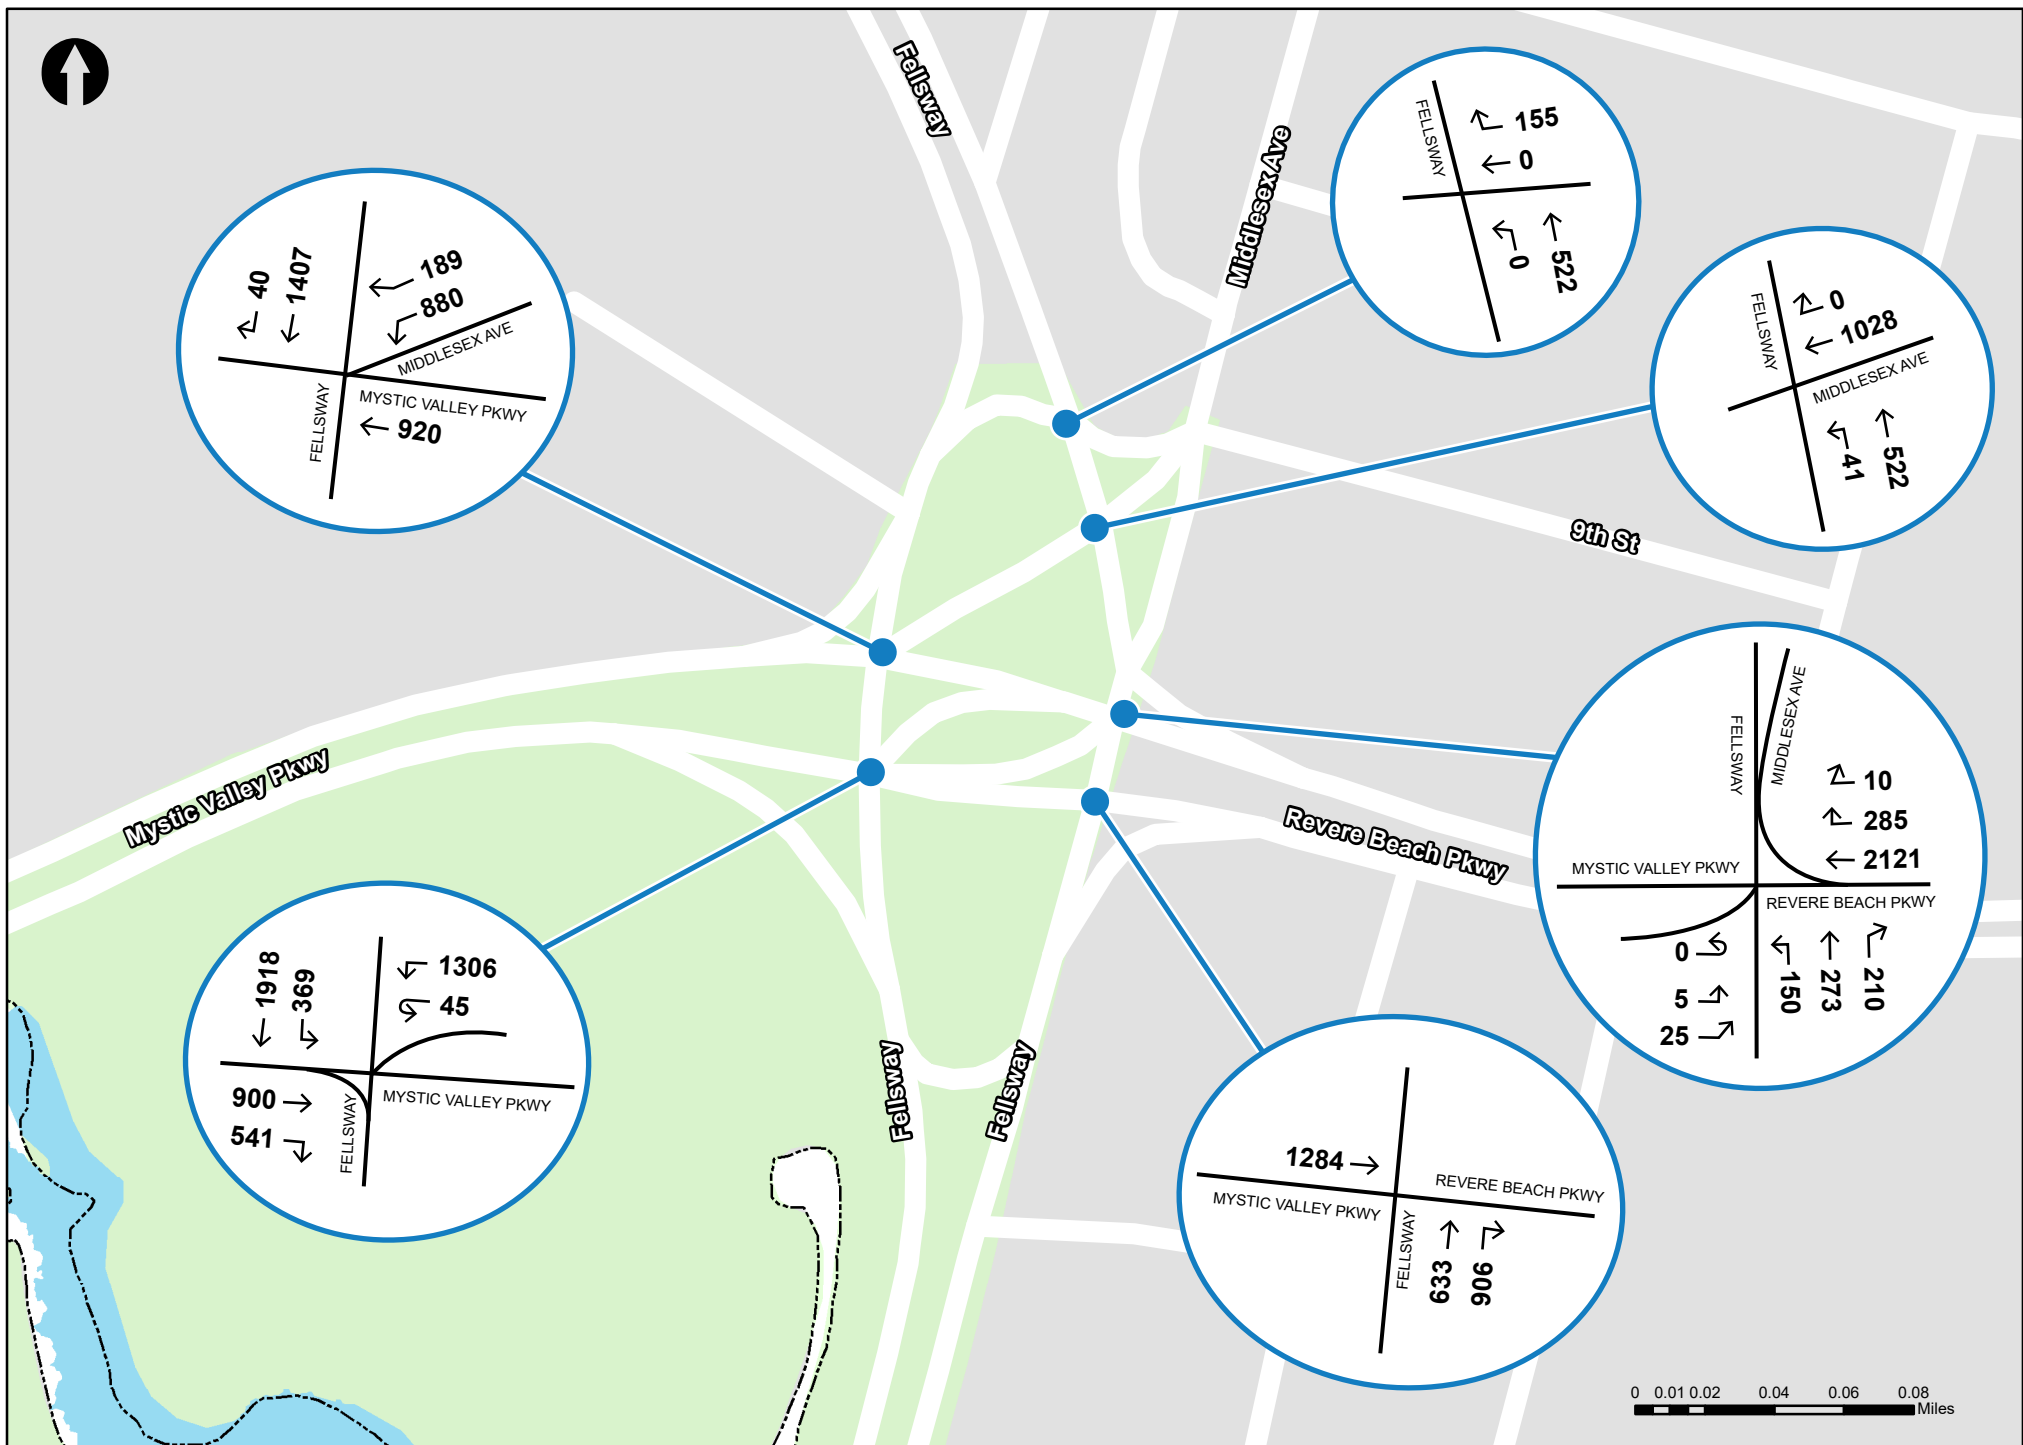 Fellsway
Middlesex Ave
9th St
Mystic Valley Pkwy
Revere Beach Pkwy
Fellsway
Fellsway
40
1407
189
880
MIDDLESEX AVE
MYSTIC VALLEY PKWY
FELLSWAY
920
FELLSWAY
155
0
0
522
FELLSWAY
0
1028
MIDDLESEX AVE
41
522
FELLSWAY
MIDDLESEX AVE
10
285
2121
MYSTIC VALLEY PKWY
REVERE BEACH PKWY
0
5
25
150
273
210
1918
369
1306
45
900
541
FELLSWAY
MYSTIC VALLEY PKWY
1284
REVERE BEACH PKWY
MYSTIC VALLEY PKWY
FELLSWAY
633
906
0 0.01 0.02 0.04 0.06 0.08
Miles